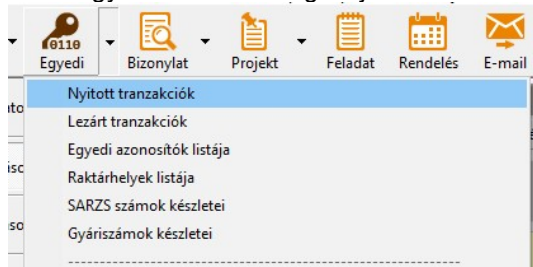 0110
Egyedi Bizonylat Projekt Feladat Rendelés E-mail
Nyitott tranzakciók
Lezárt tranzakciók
Egyedi azonosítók listája
Raktárhelyek listája
SARZS számok készletei
Gyáriszámok készletei